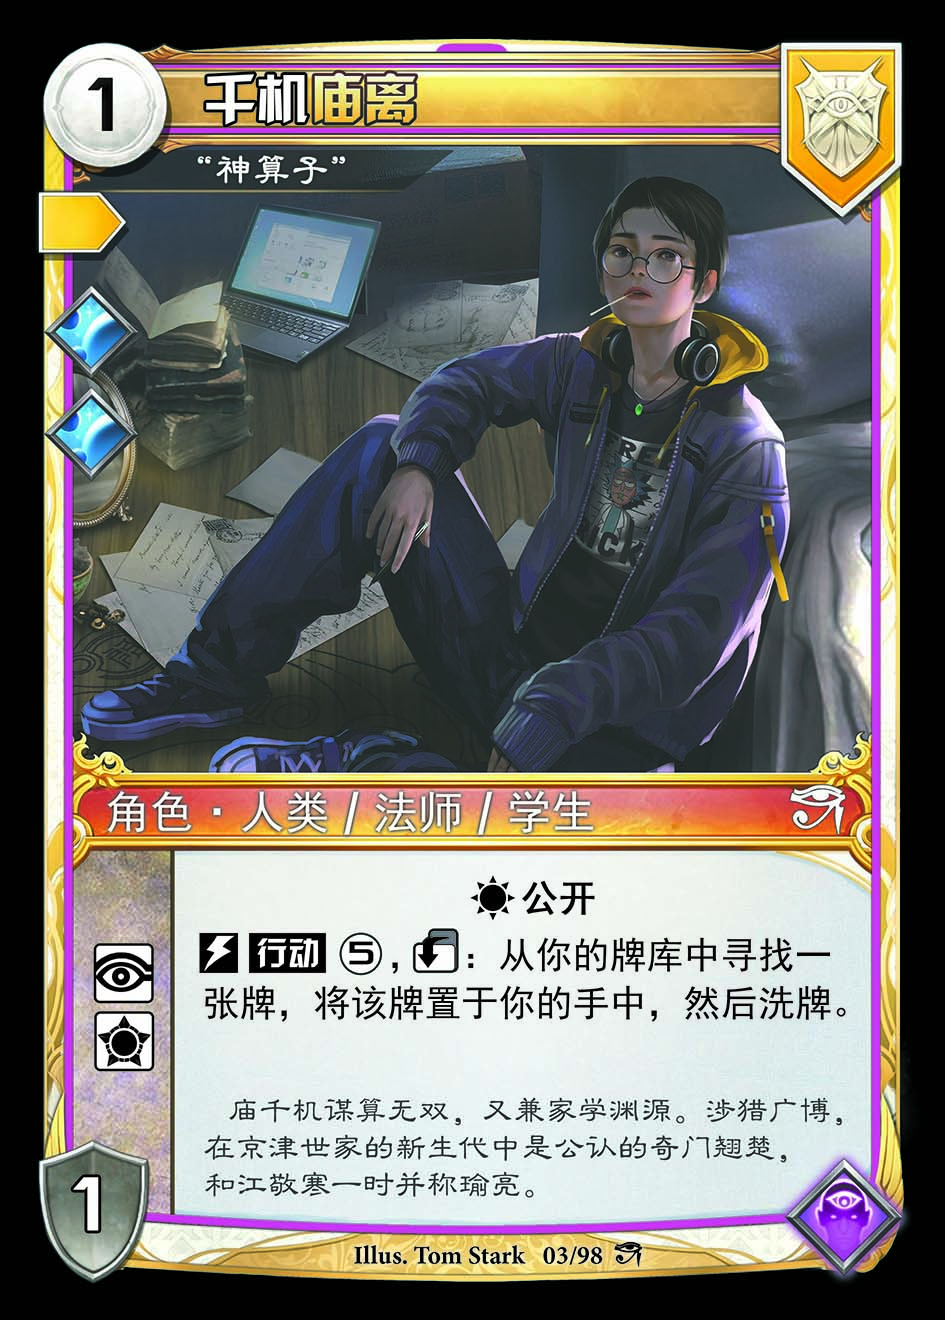 1
千机庙离
“神算子”
FREE
RICK
角色·人类 / 法师 / 学生
公开
行动 5，：从你的牌库中寻找一
张牌，将该牌置于你的手中，然后洗牌。
庙千机谋算无双，又兼家学渊源。涉猎广博，
在京津世家的新生代中是公认的奇门翘楚，
和江敬寒一时并称瑜亮。
1
Illus. Tom Stark 03/98